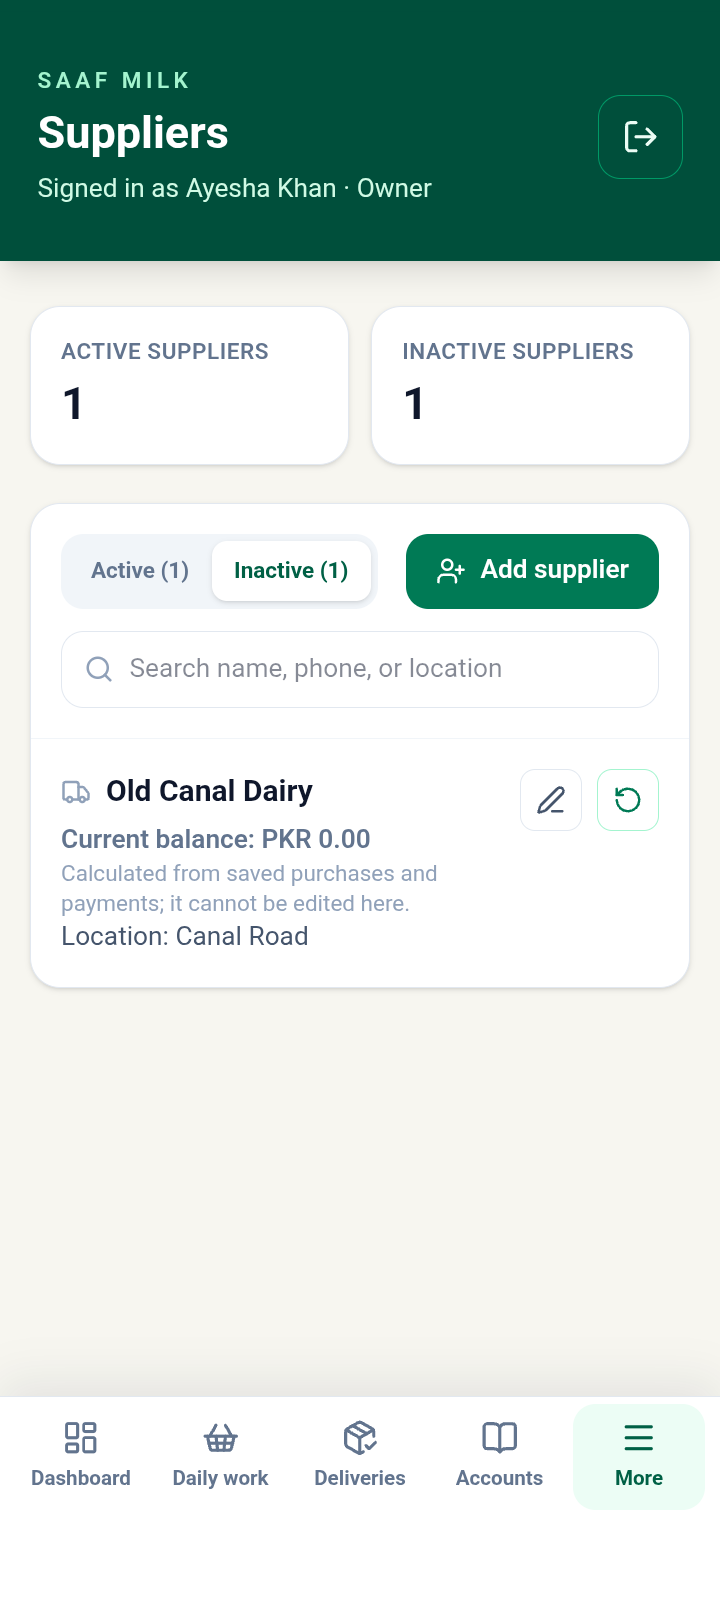 SAAF MILK
Suppliers
Signed in as Ayesha Khan · Owner
ACTIVE SUPPLIERS
1
INACTIVE SUPPLIERS
1
Active (1)
Inactive (1)
Add supplier
Search name, phone, or location
Old Canal Dairy
Current balance: PKR 0.00
Calculated from saved purchases and
payments; it cannot be edited here.
Location: Canal Road
Dashboard
Daily work
Deliveries
Accounts
More